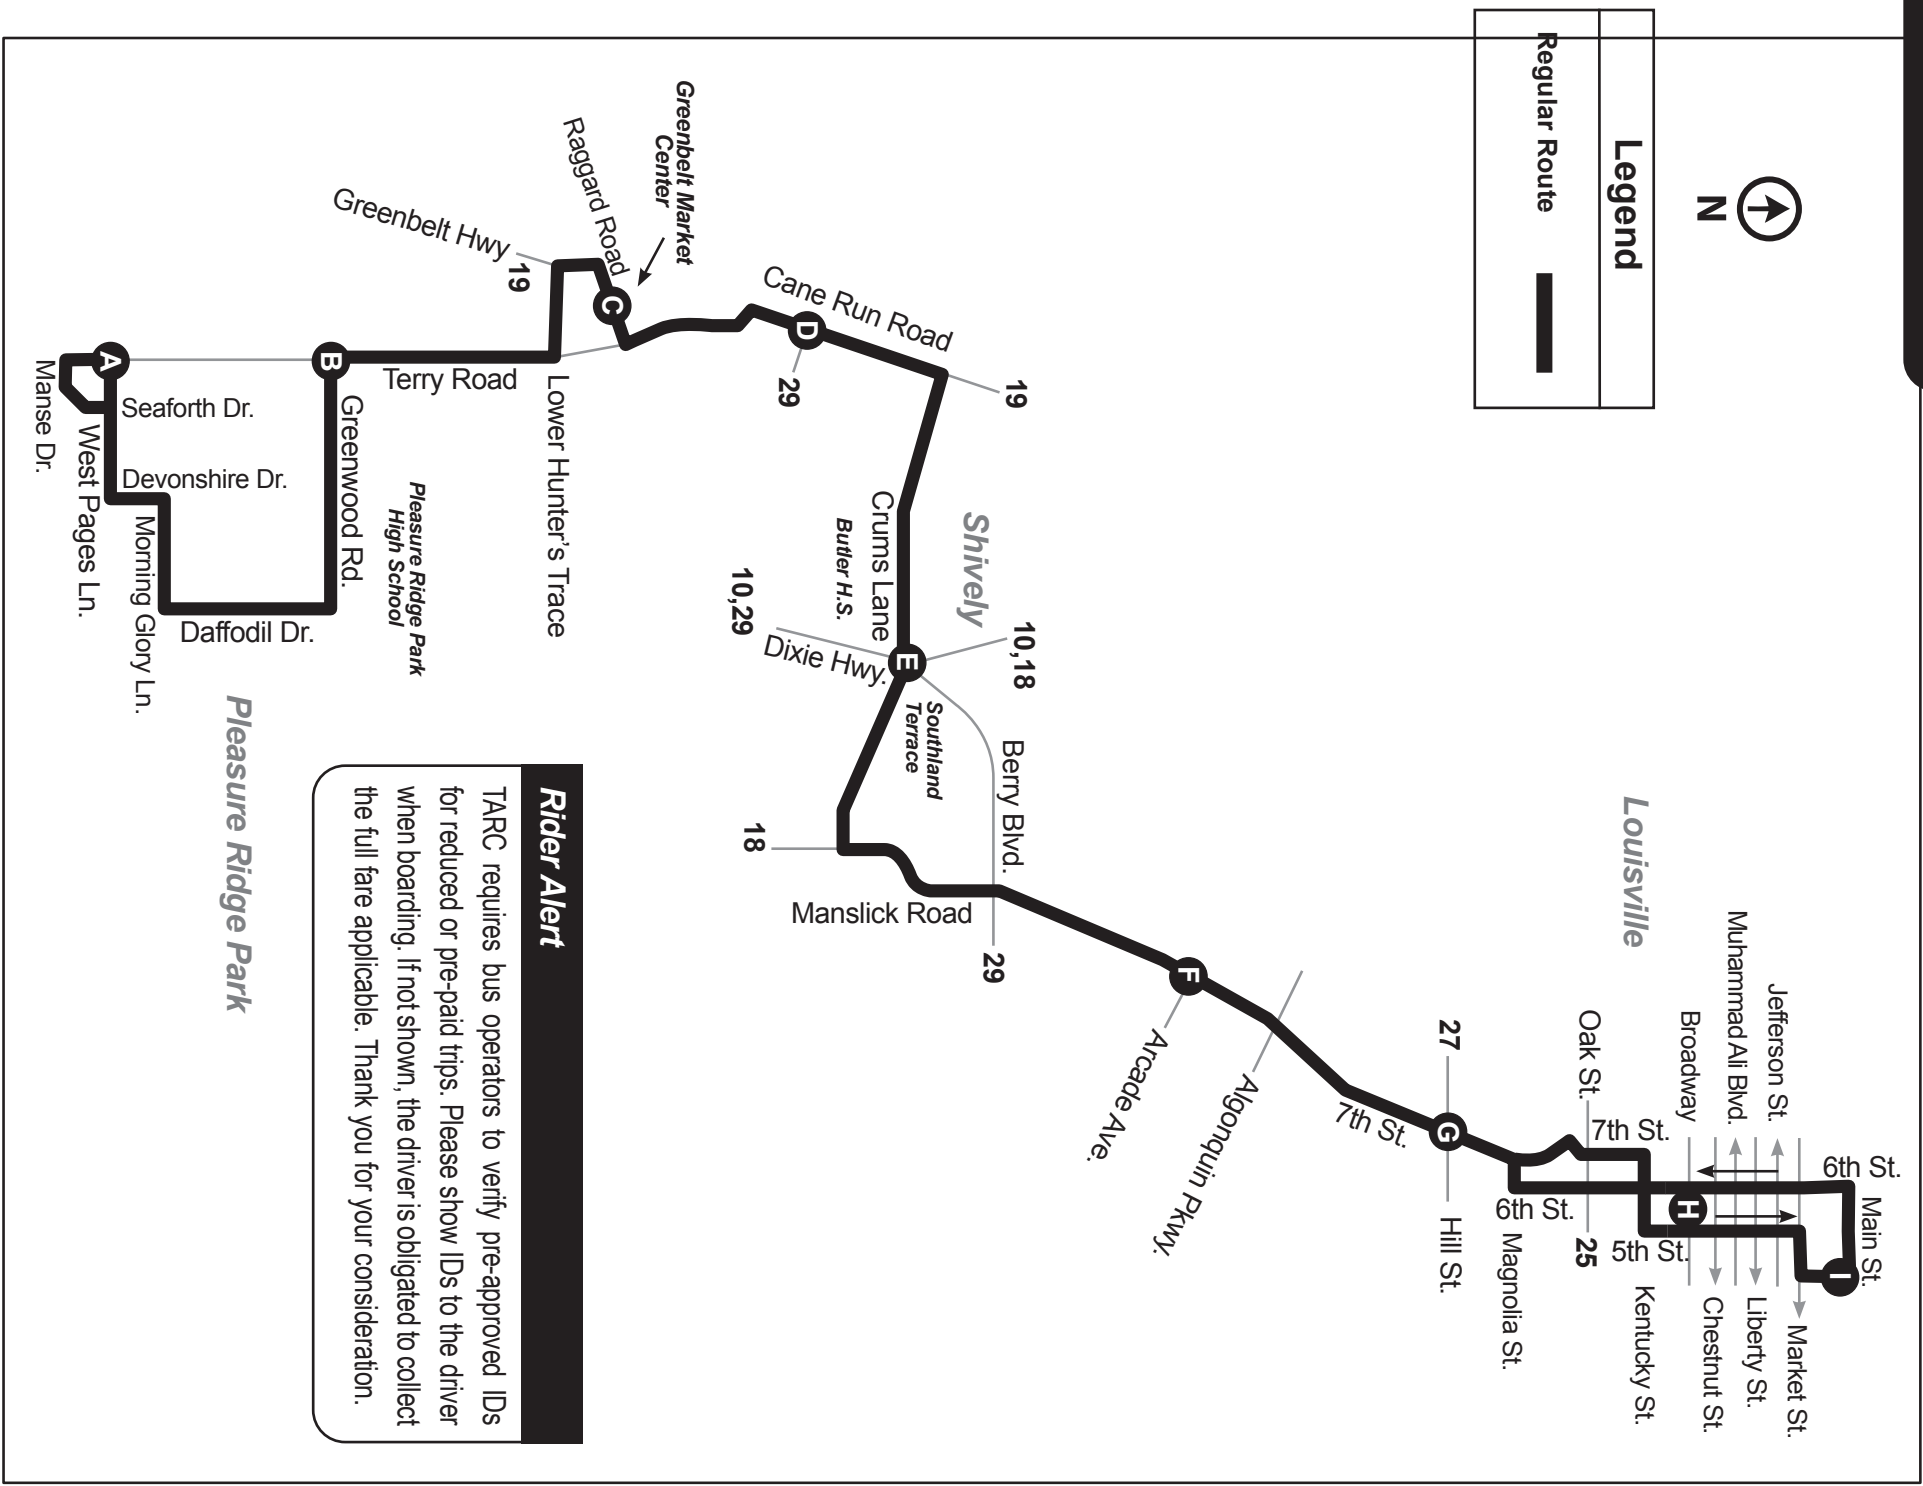 N
Legend
Regular Route
Louisville
Jefferson St.
Muhammad Ali Blvd.
Broadway
Oak St.
7th St.
6th St.
Main St.
6th St.
5th St.
25
H
I
Market St.
Liberty St.
Chestnut St.
Kentucky St.
Magnolia St.
27
G
Hill St.
7th St.
Algonquin Pkwy.
F
Arcade Ave.
Shively
19
Cane Run Road
D
29
Crums Lane
Butler H.S.
10,18
E
10,29
Dixie Hwy.
Southland
Terrace
Berry Blvd.
29
Manslick Road
18
Greenbelt Market
Center
Raggard Road
C
Greenbelt Hwy
19
Lower Hunter's Trace
Terry Road
B
Greenwood Rd.
Pleasure Ridge Park
High School
A
Seaforth Dr.
Manse Dr.
West Pages Ln.
Devonshire Dr.
Morning Glory Ln.
Daffodil Dr.
Pleasure Ridge Park
Rider Alert
TARC requires bus operators to verify pre-approved IDs
for reduced or pre-paid trips. Please show IDs to the driver
when boarding. If not shown, the driver is obligated to collect
the full fare applicable. Thank you for your consideration.